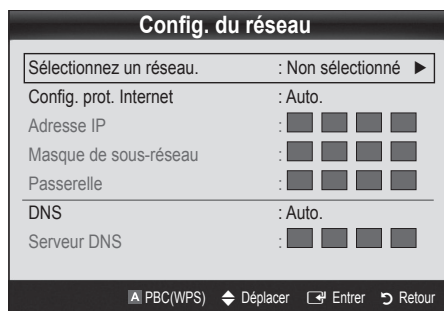 Config. du réseau
Sélectionnez un réseau. : Non sélectionné ►
Config. prot. Internet : Auto.
Adresse IP :
Masque de sous-réseau :
Passerelle :
DNS : Auto.
Serveur DNS :
A PBC(WPS) Déplacer Entrer Retour